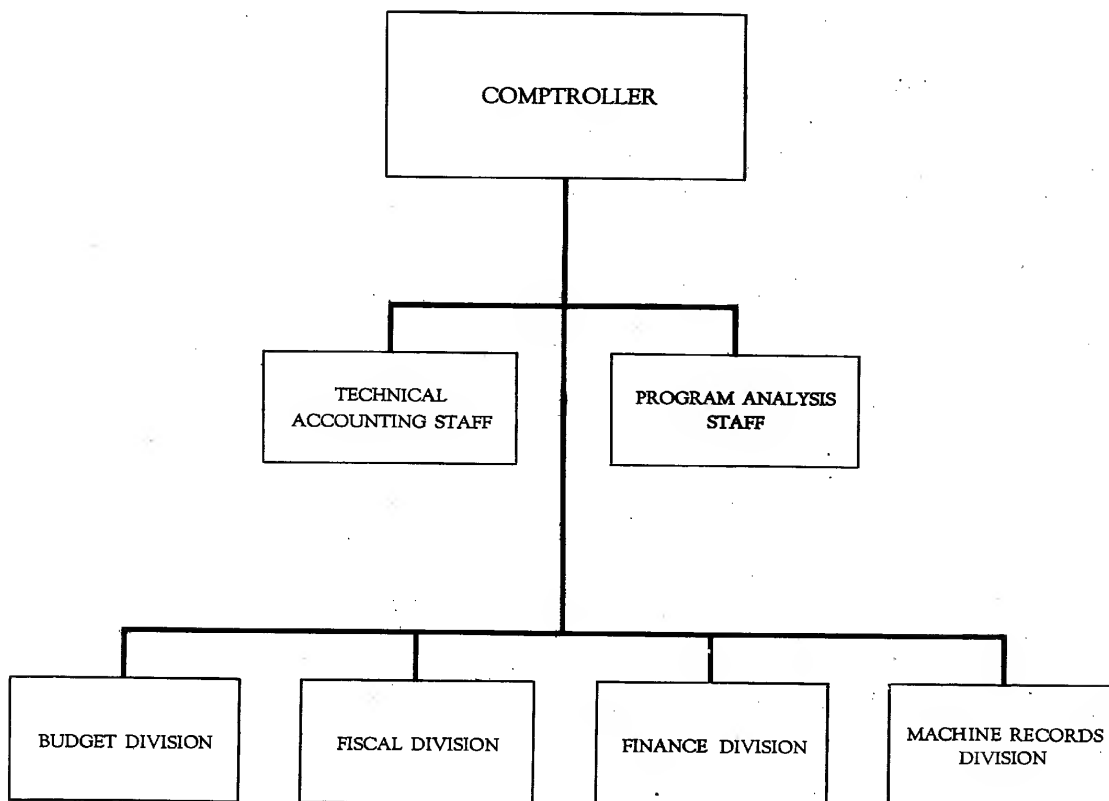 COMPTROLLER
TECHNICAL
ACCOUNTING STAFF
PROGRAM ANALYSIS
STAFF
BUDGET DIVISION
FISCAL DIVISION
FINANCE DIVISION
MACHINE RECORDS
DIVISION